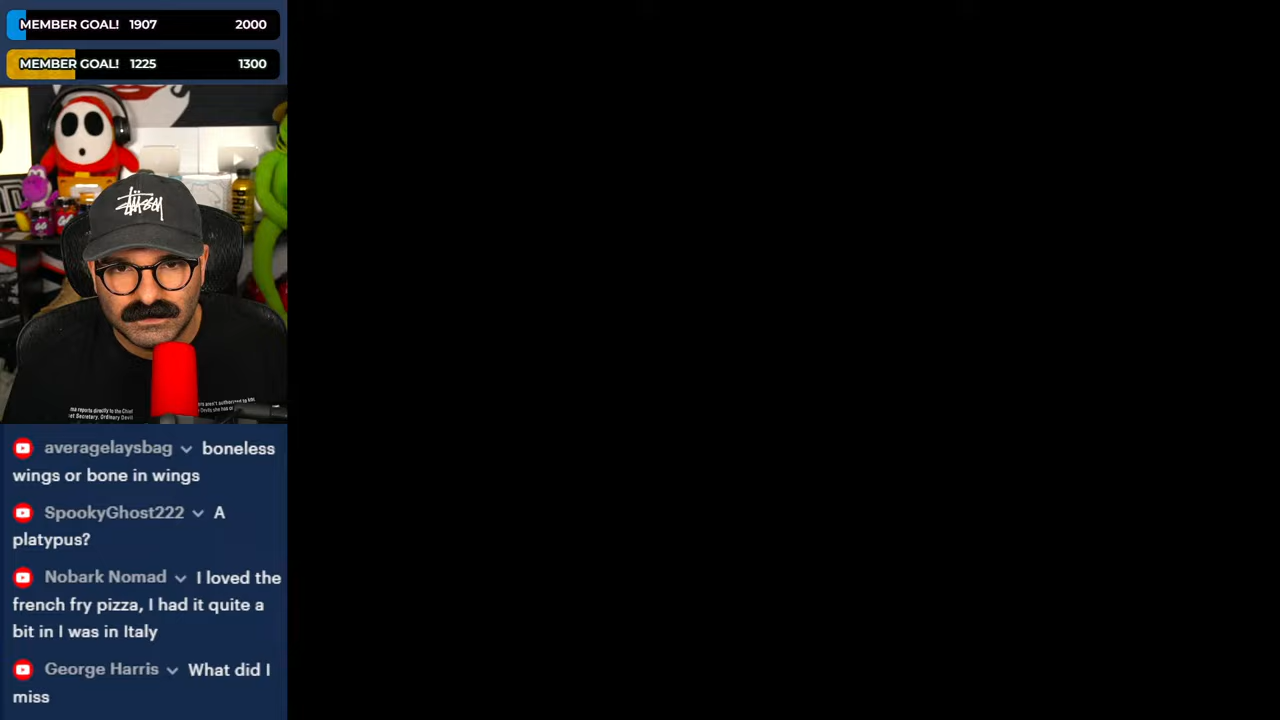 MEMBER GOAL! 1907 2000
MEMBER GOAL! 1225 1300
STÜSSY
averagelaysbag boneless
wings or bone in wings
SpookyGhost222 A
platypus?
Nobark Nomad I loved the
french fry pizza, I had it quite a
bit in I was in Italy
George Harris What did I
miss